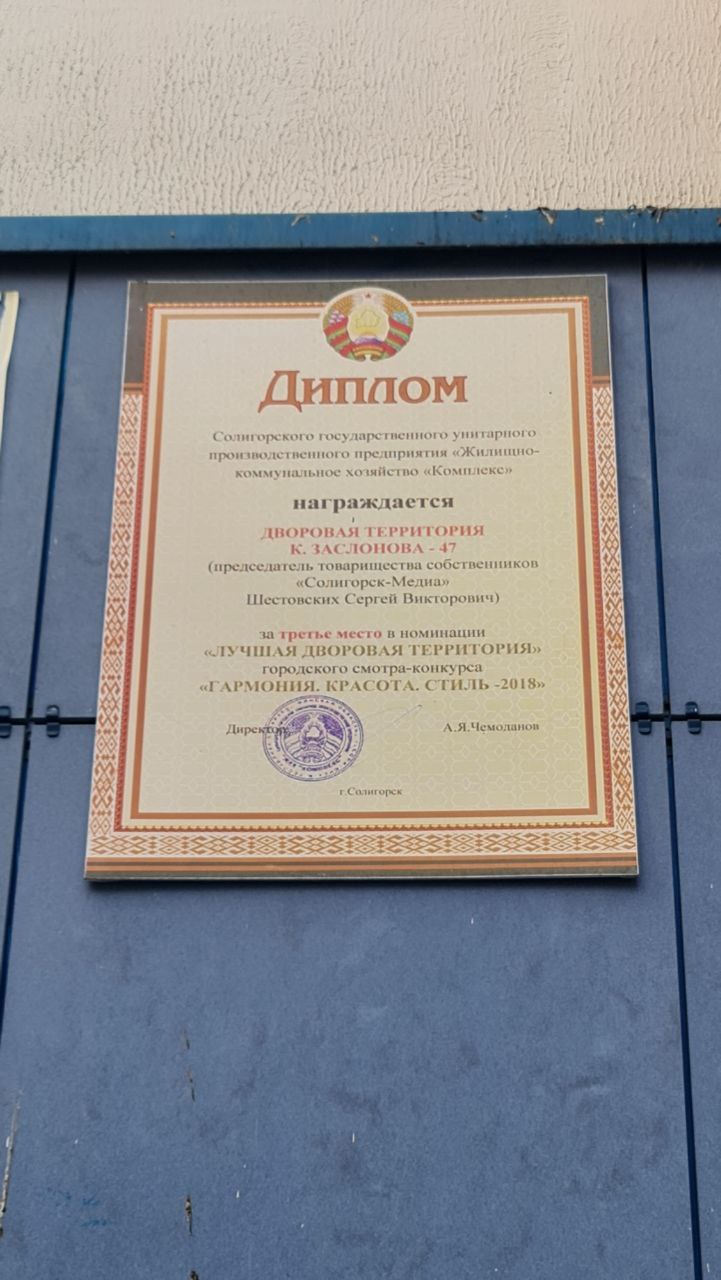 Диплом
Солигорского государственного унитарного
производственного предприятия «Жилищно-
коммунальное хозяйство «Комплекс»
награждается
ДВОРОВАЯ ТЕРРИТОРИЯ
К. ЗАСЛОНОВА - 47
(председатель товарищества собственников
«Солигорск-Медиа»
Шестовских Сергей Викторович)
за третье место в номинации
«ЛУЧШАЯ ДВОРОВАЯ ТЕРРИТОРИЯ»
городского смотра-конкурса
«ГАРМОНИЯ. КРАСОТА. СТИЛЬ -2018»
Директор А.Я.Чемоданов
г.Солигорск